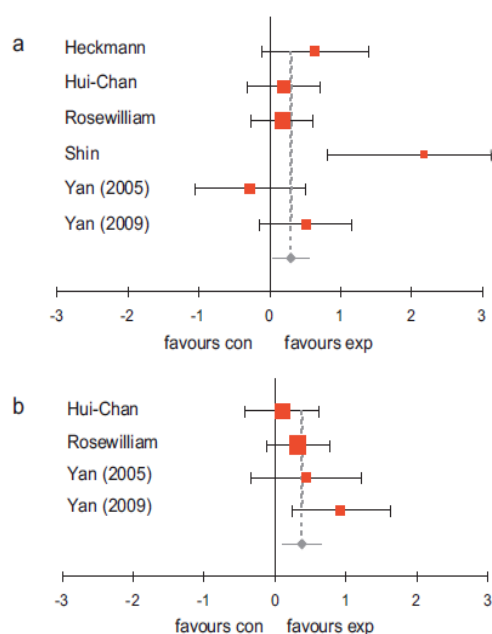 a
Heckmann
Hui-Chan
Rosewilliam
Shin
Yan (2005)
Yan (2009)
-3 -2 -1 0 1 2 3
favours con favours exp
b
Hui-Chan
Rosewilliam
Yan (2005)
Yan (2009)
-3 -2 -1 0 1 2 3
favours con favours exp